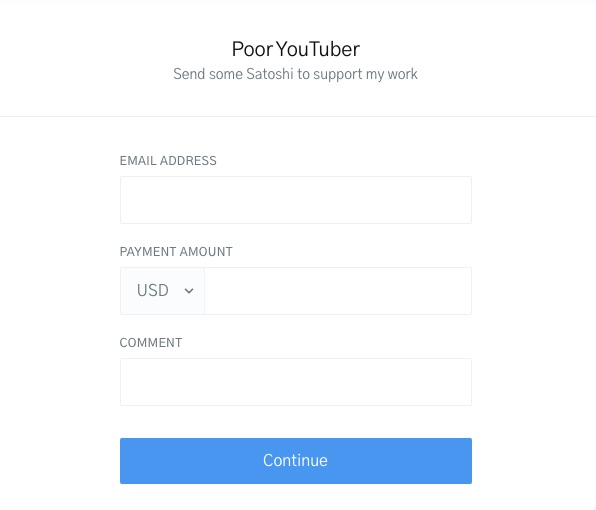 Poor YouTuber
Send some Satoshi to support my work
EMAIL ADDRESS
PAYMENT AMOUNT
USD
COMMENT
Continue